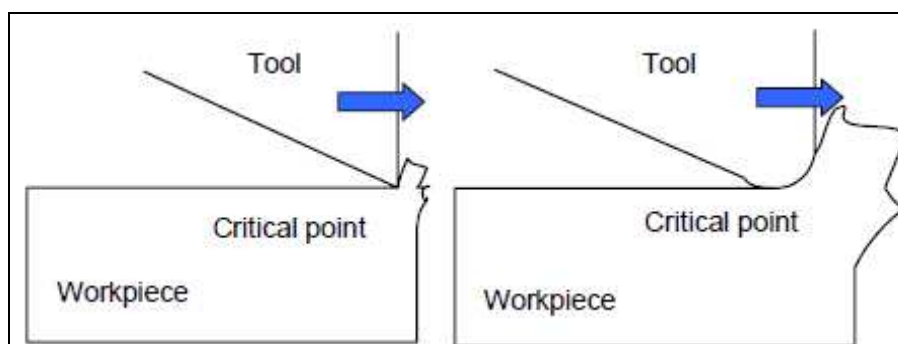 Tool
Critical point
Workpiece
Tool
Critical point
Workpiece